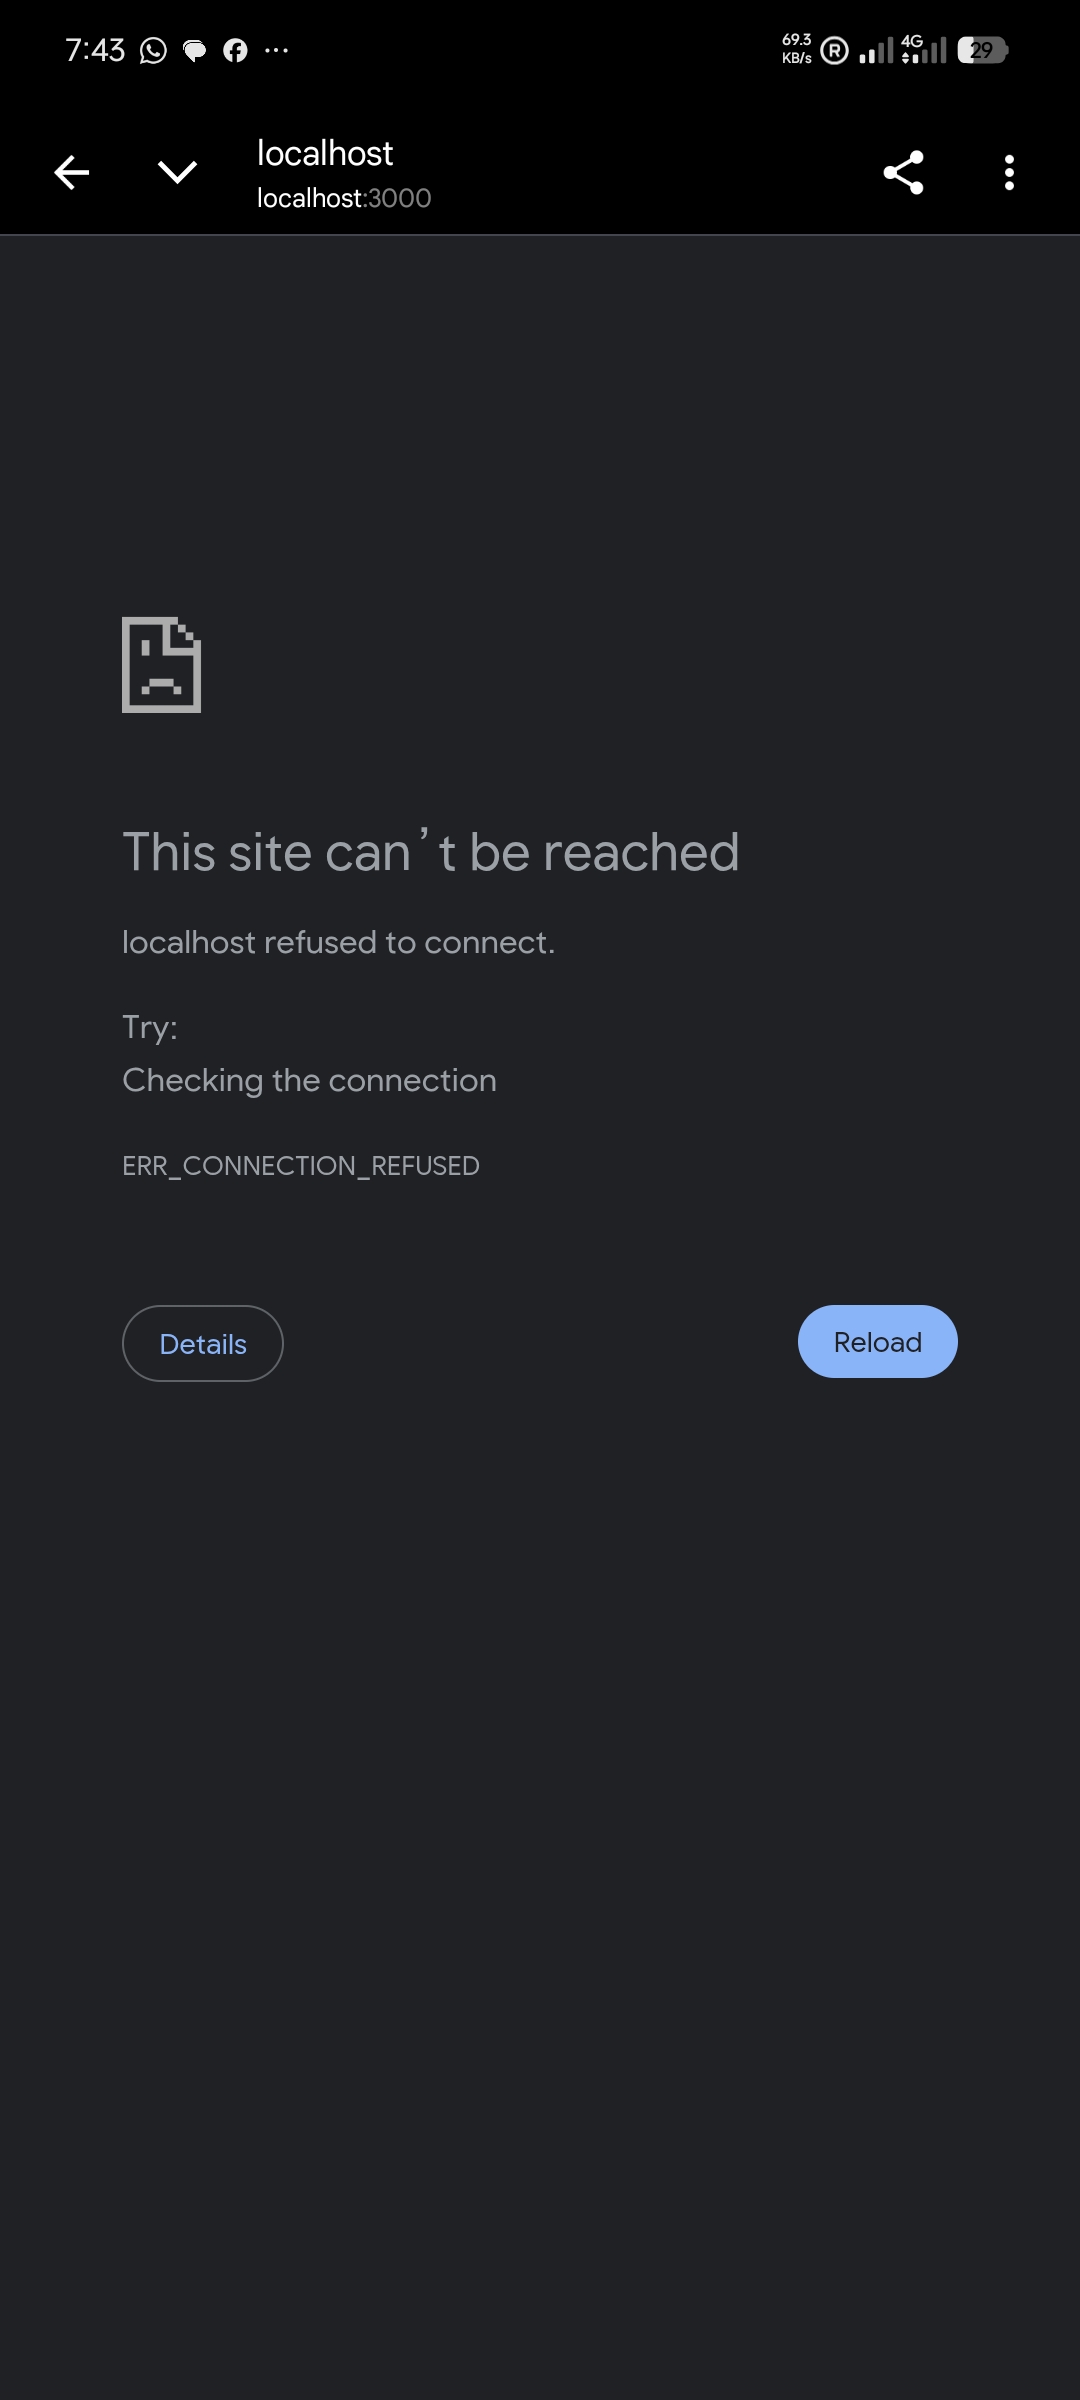 7:43 69.3 KB/s R 4G 29
localhost
localhost:3000
This site can’t be reached
localhost refused to connect.
Try:
Checking the connection
ERR_CONNECTION_REFUSED
Details Reload